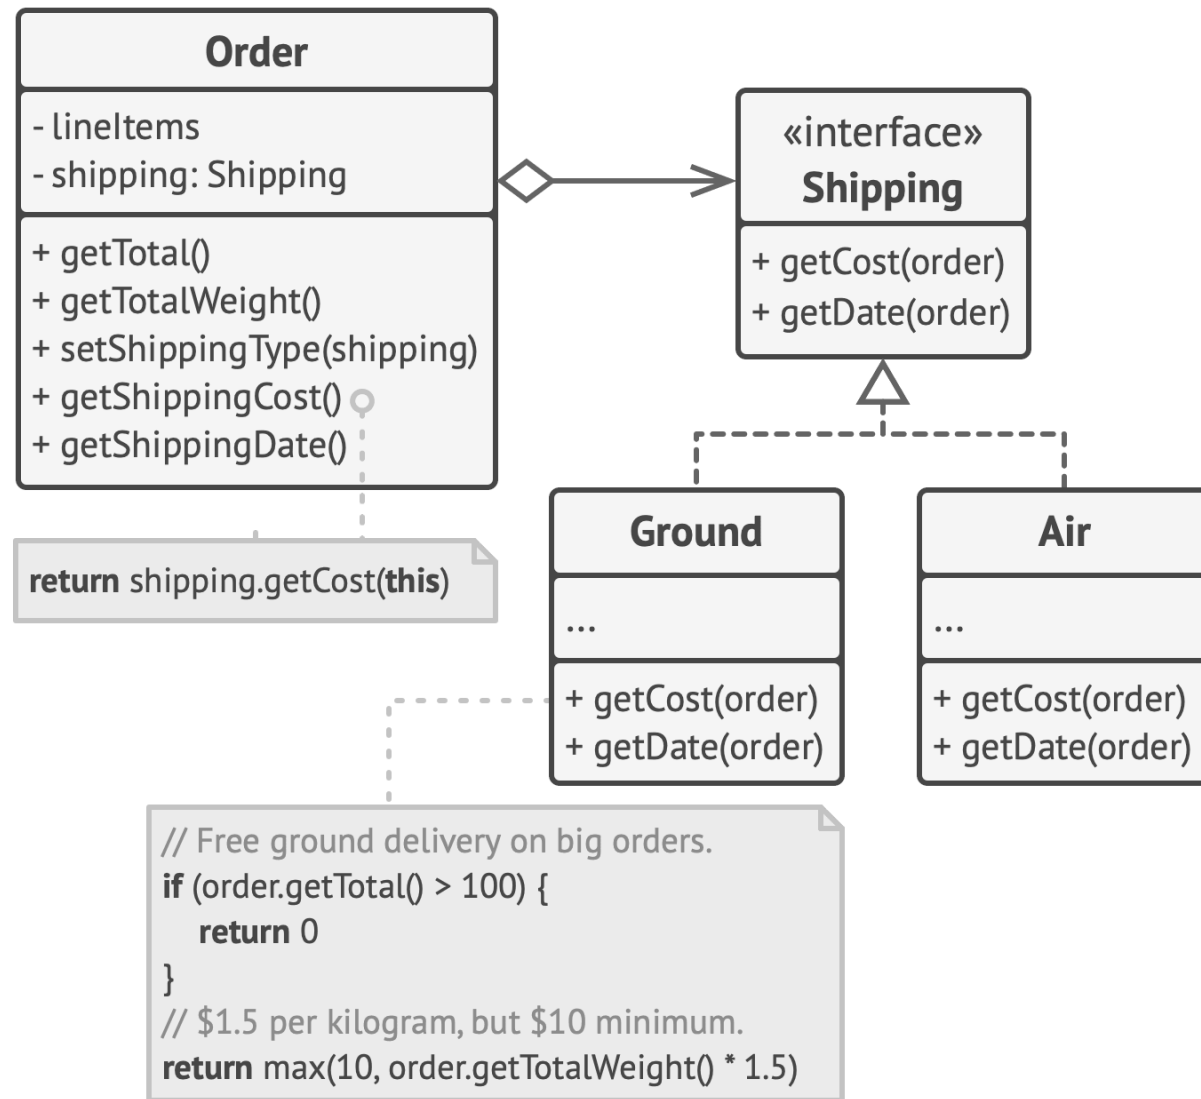 Order
- lineItems
- shipping: Shipping
+ getTotal()
+ getTotalWeight()
+ setShippingType(shipping)
+ getShippingCost()
+ getShippingDate()
return shipping.getCost(this)
«interface»
Shipping
+ getCost(order)
+ getDate(order)
Ground
...
+ getCost(order)
+ getDate(order)
Air
...
+ getCost(order)
+ getDate(order)
// Free ground delivery on big orders.
if (order.getTotal() > 100) {
return 0
}
// $1.5 per kilogram, but $10 minimum.
return max(10, order.getTotalWeight() * 1.5)